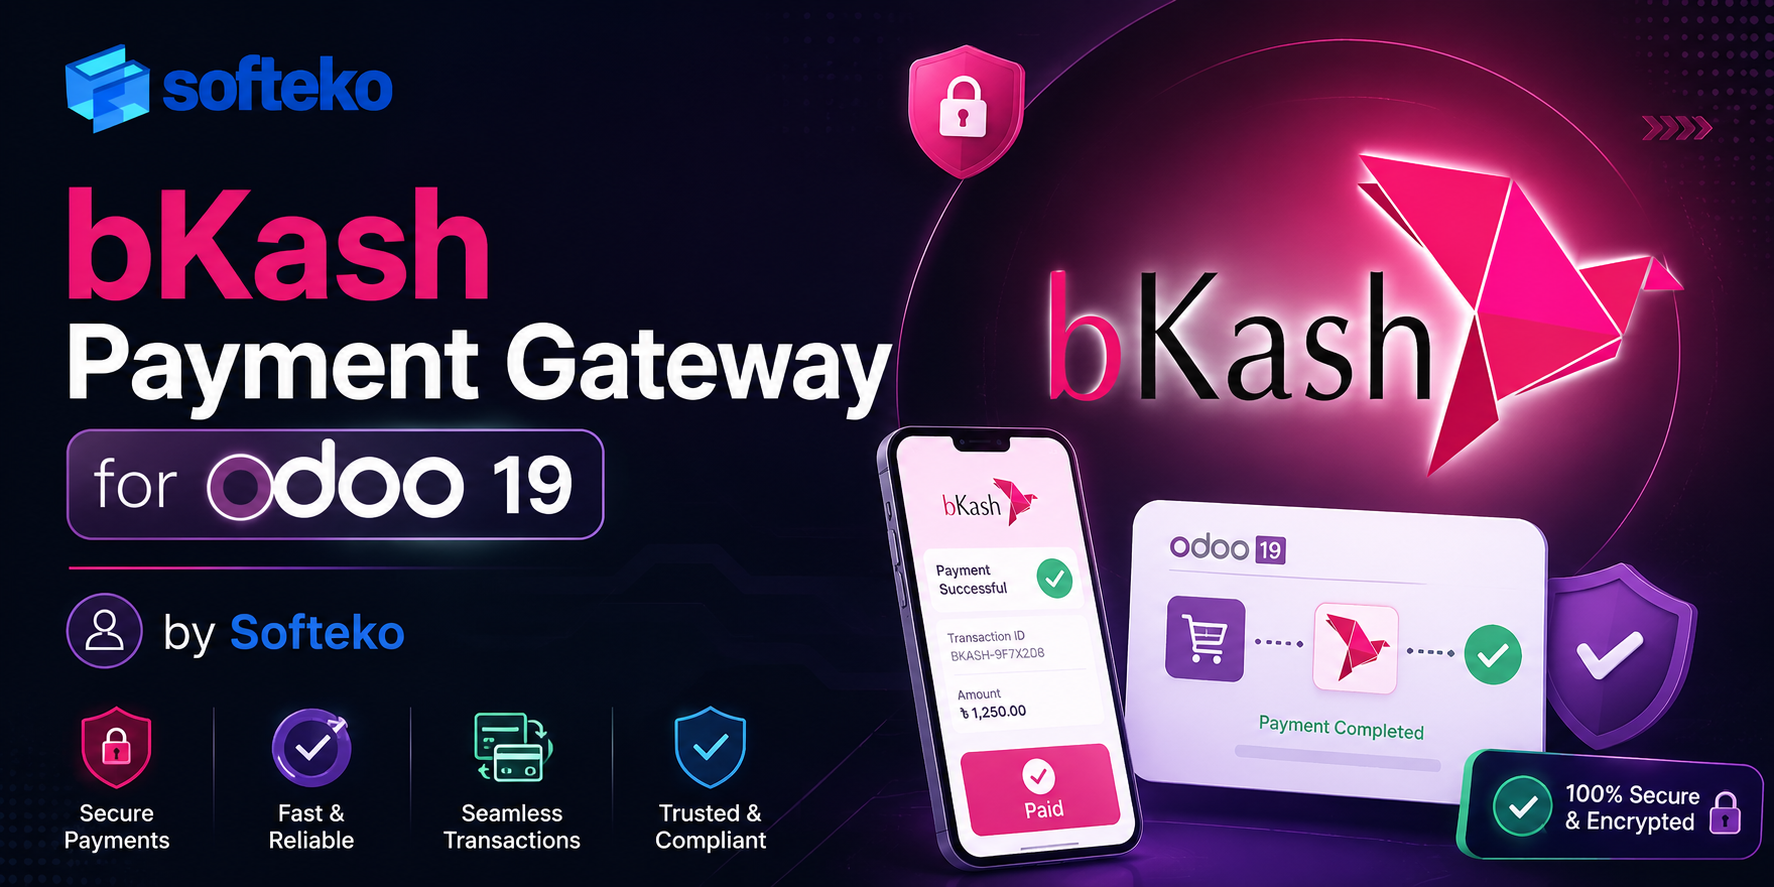 softeko
bKash
Payment Gateway
for odoo 19
by Softeko
Secure
Payments
Fast &
Reliable
Seamless
Transactions
Trusted &
Compliant
bKash
bKash
Payment
Successful
Transaction ID
BKASH-9F7X208
Amount
৳ 1,250.00
Paid
odoo 19
Payment Completed
100% Secure
& Encrypted